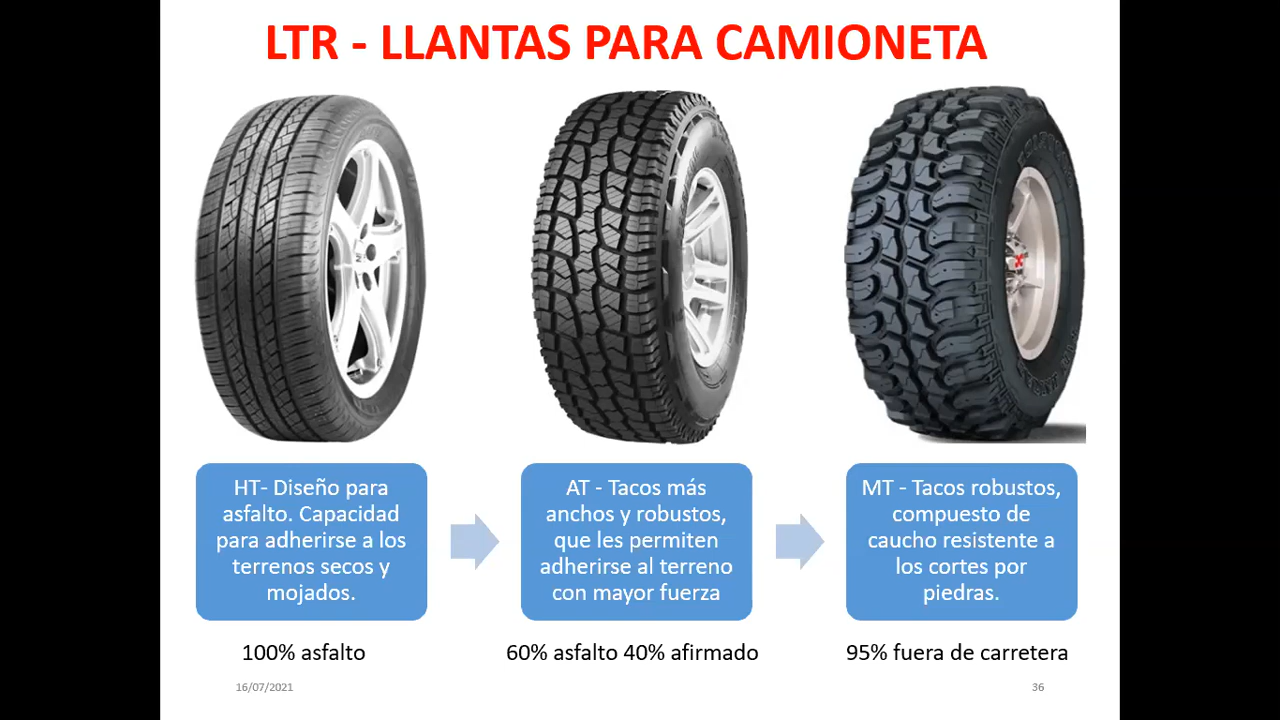 LTR - LLANTAS PARA CAMIONETA
HT- Diseño para
asfalto. Capacidad
para adherirse a los
terrenos secos y
mojados.
AT - Tacos más
anchos y robustos,
que les permiten
adherirse al terreno
con mayor fuerza
MT - Tacos robustos,
compuesto de
caucho resistente a
los cortes por
piedras.
100% asfalto
60% asfalto 40% afirmado
95% fuera de carretera
16/07/2021
36